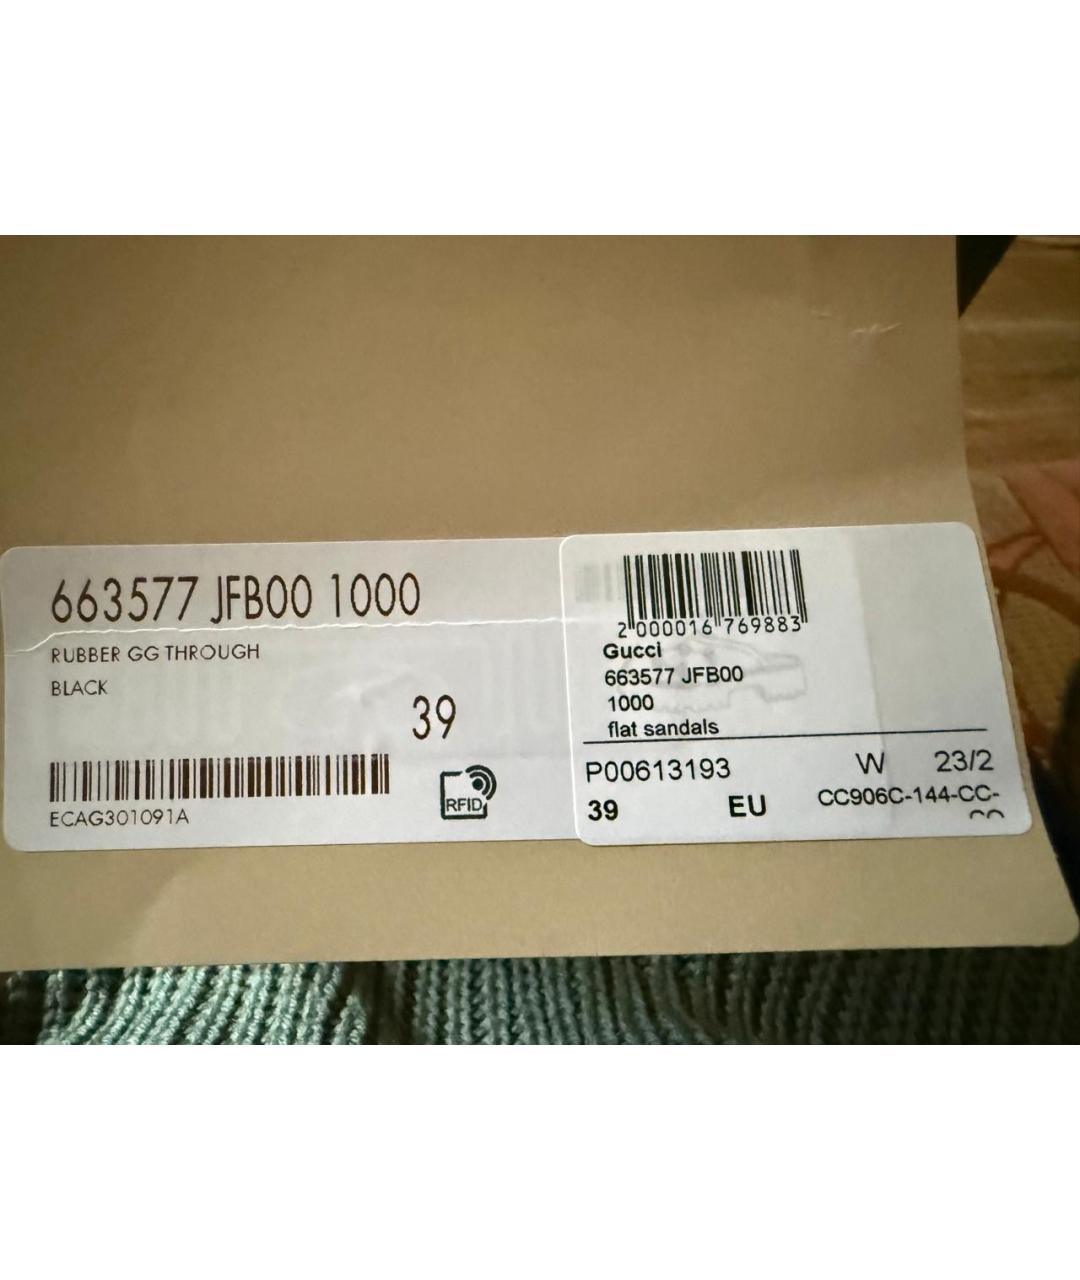 663577 JFB00 1000
RUBBER GG THROUGH
BLACK
39
ECAG301091A
RFID
2 000016 769883
Gucci
663577 JFB00
1000
flat sandals
P00613193 W 23/2
39 EU CC906C-144-CC-